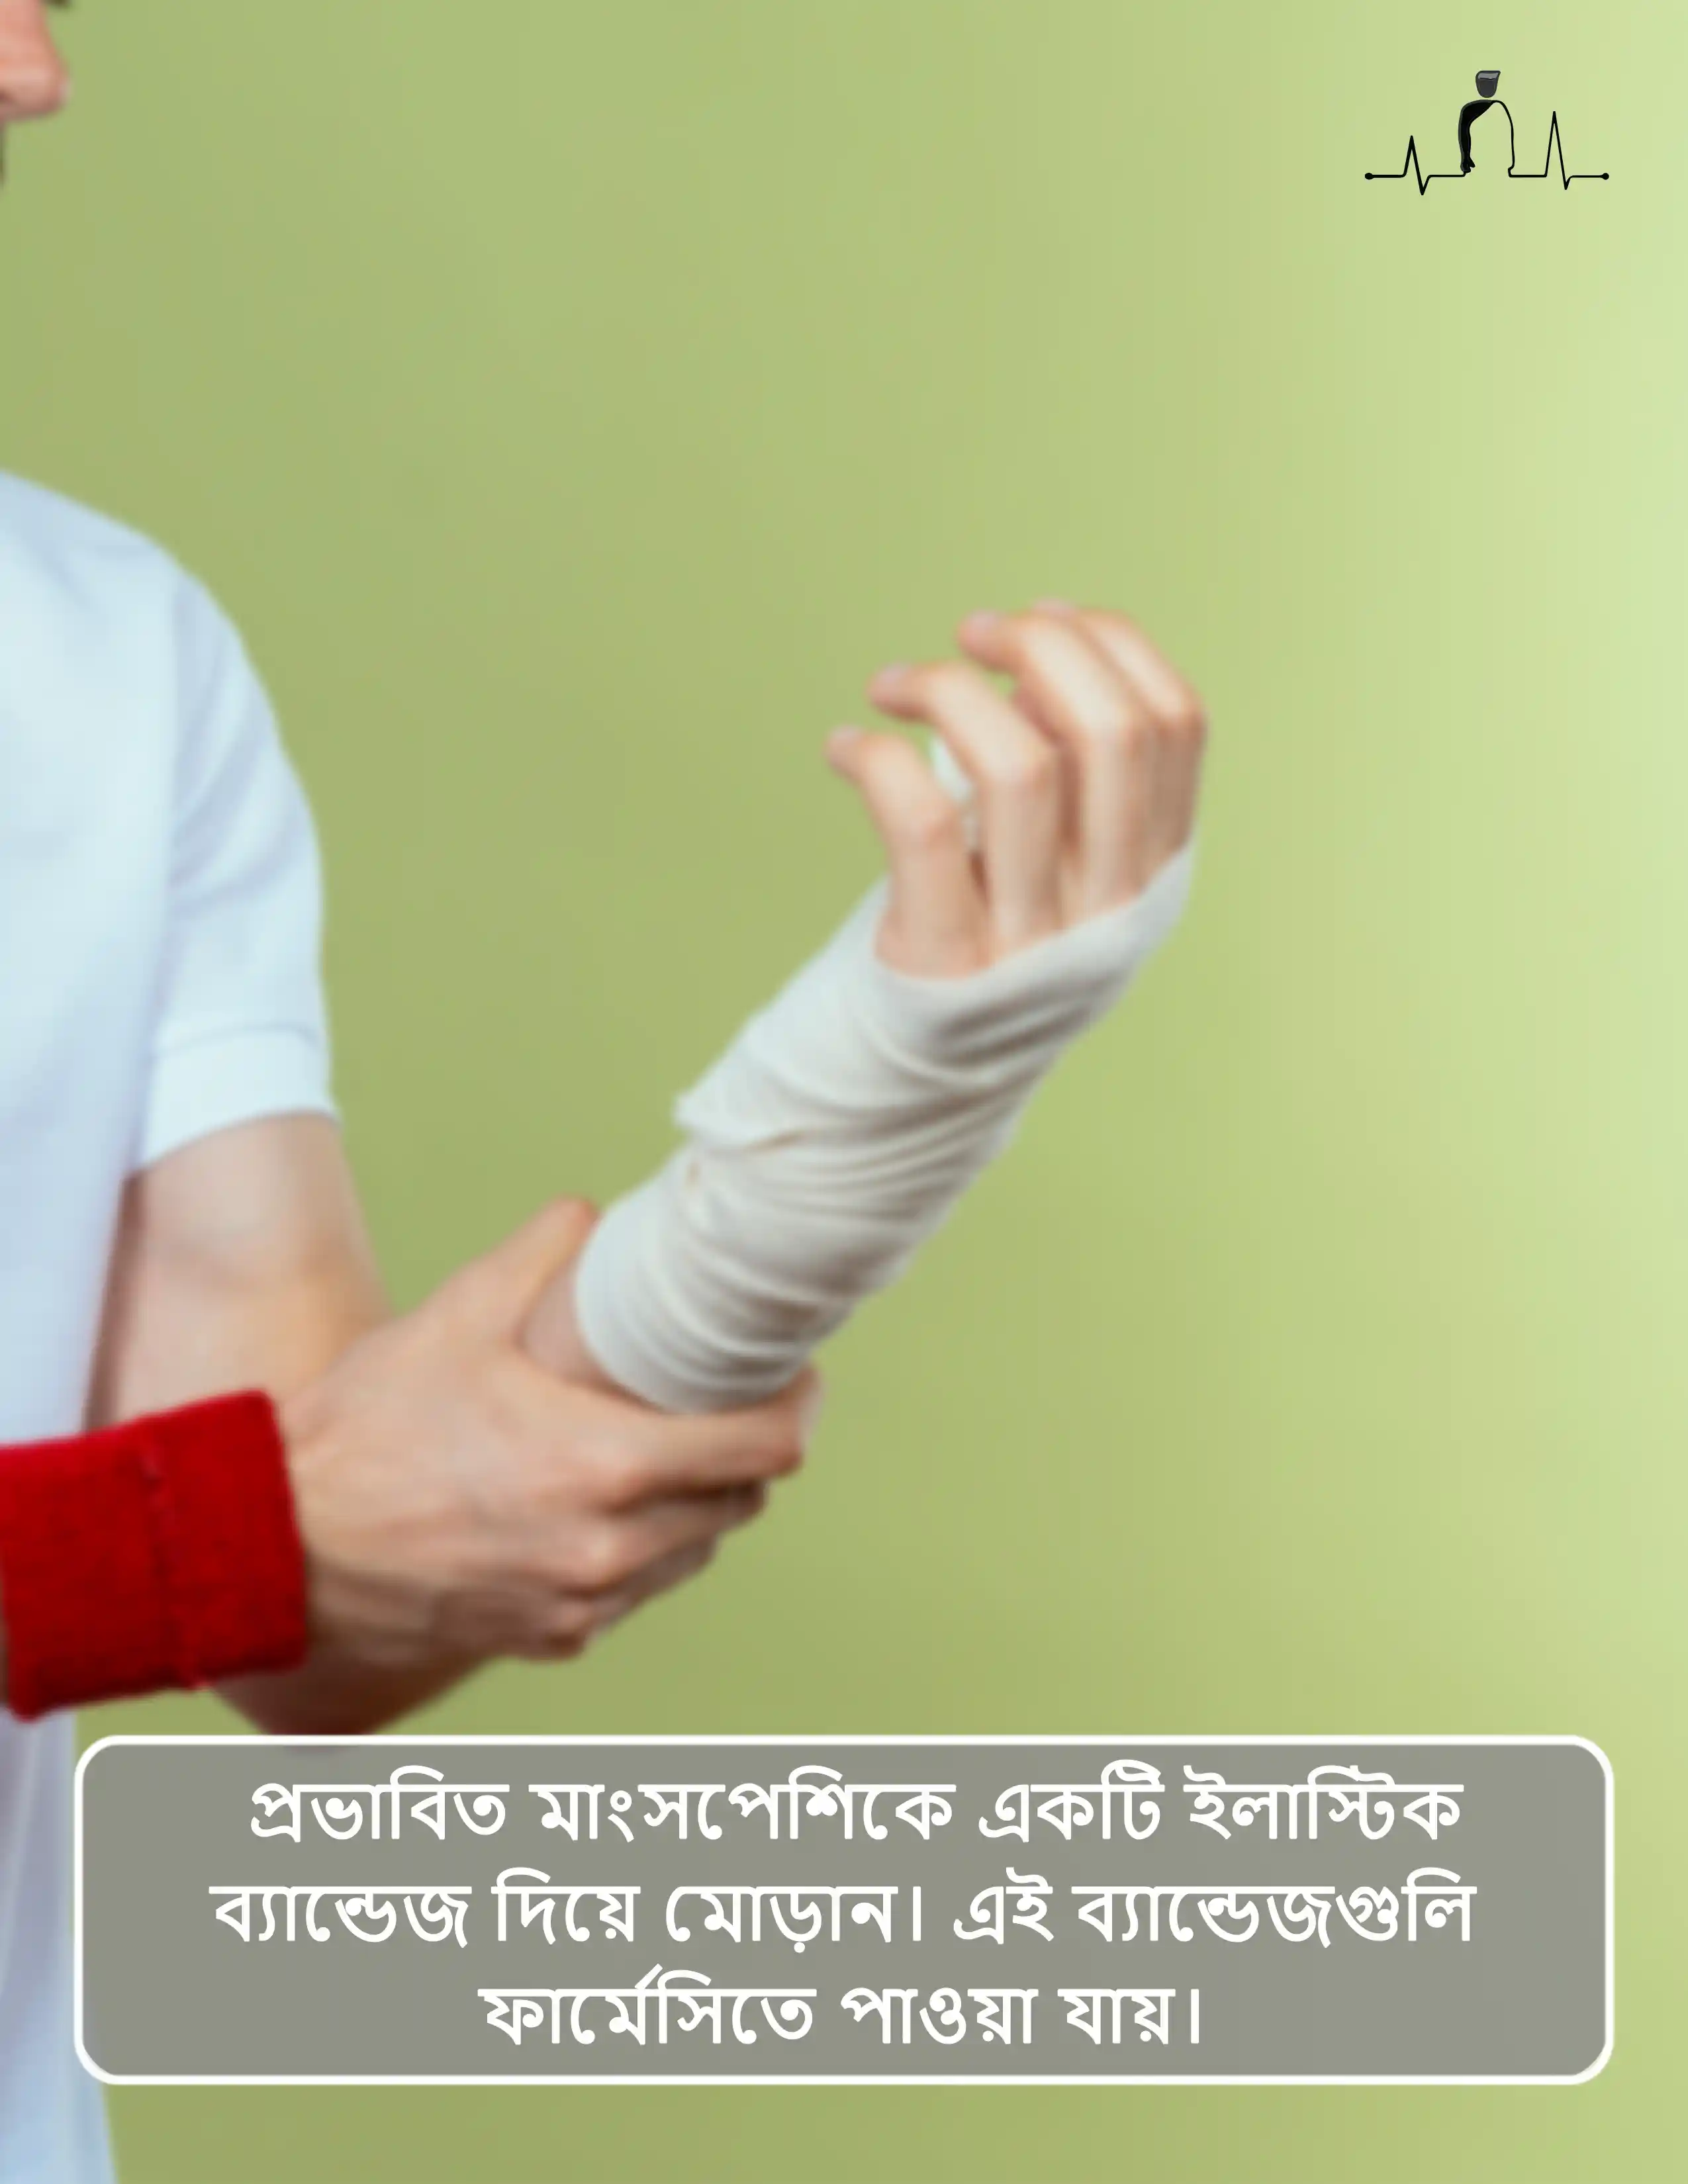 প্রভাবিত মাংসপেশিকে একটি ইলাস্টিক
ব্যান্ডেজ দিয়ে মোড়ান। এই ব্যান্ডেজগুলি
ফার্মেসিতে পাওয়া যায়।